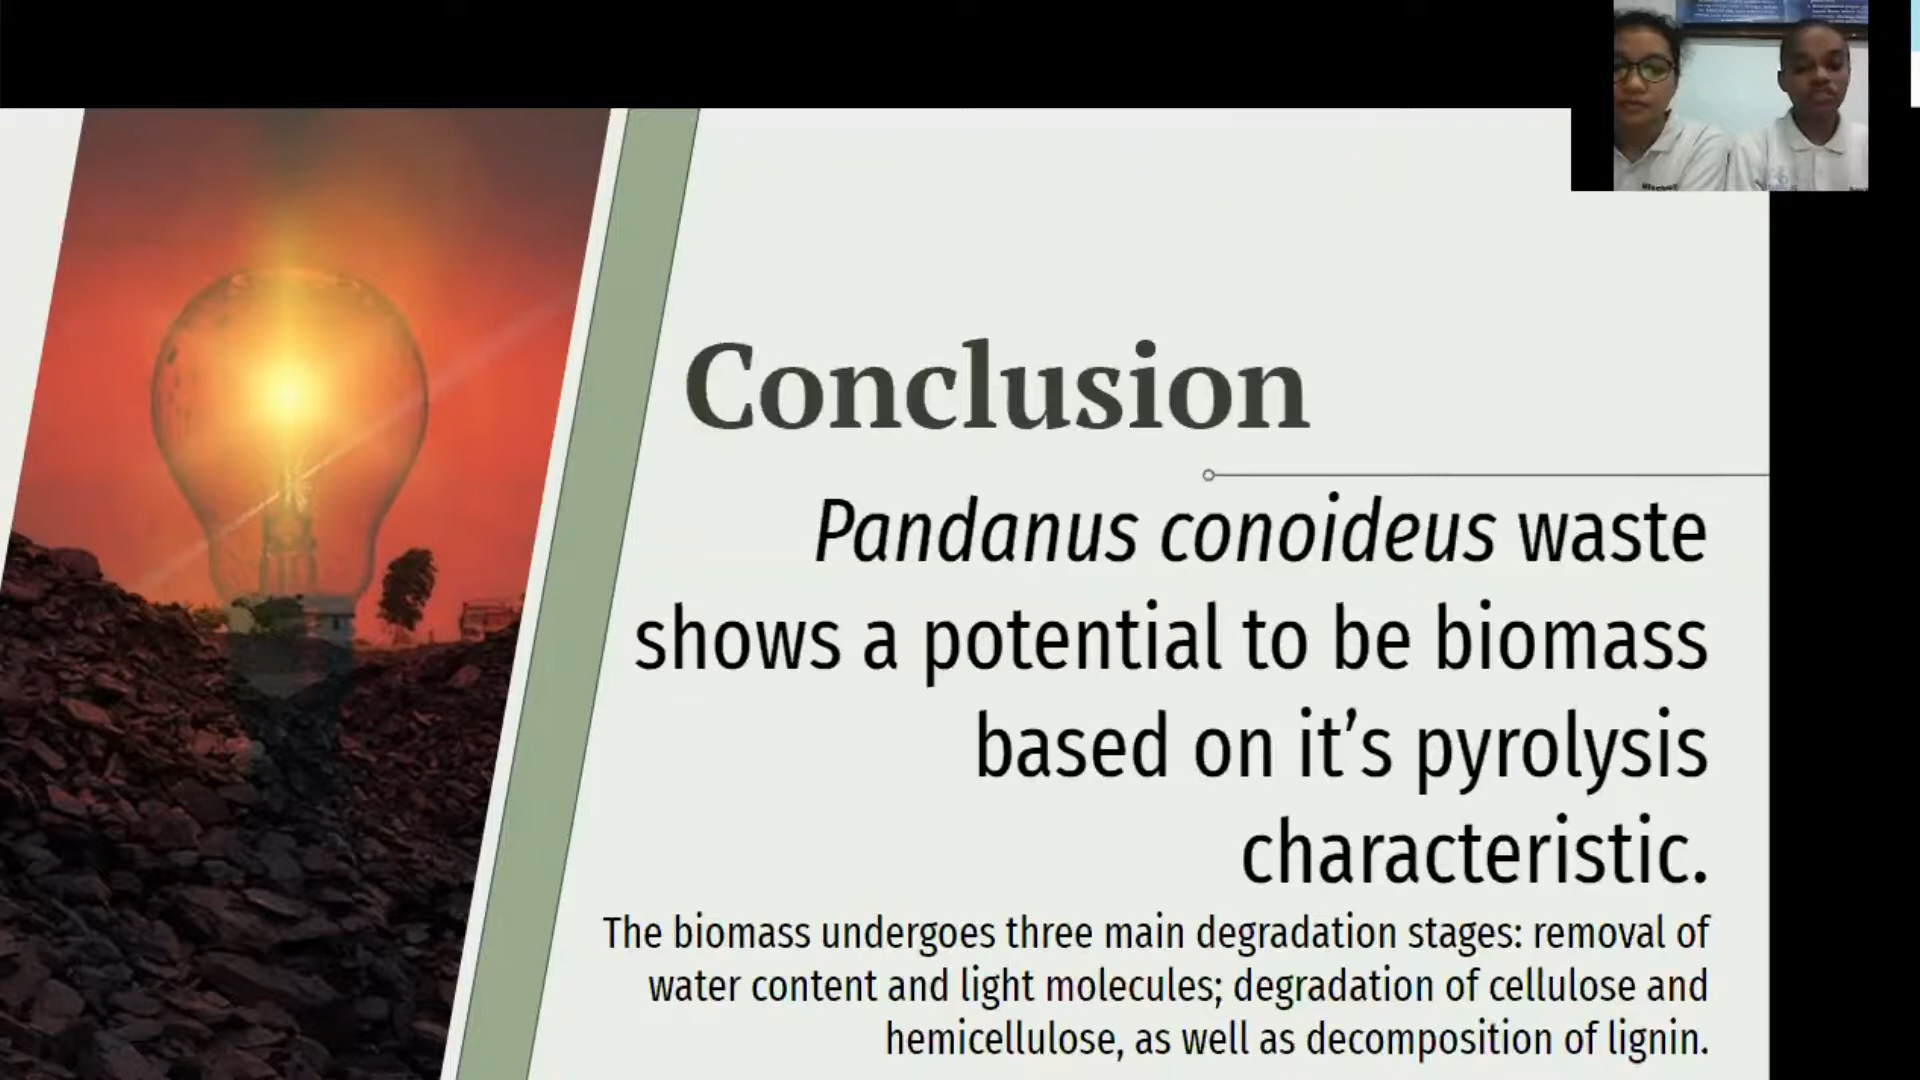 Conclusion
Pandanus conoideus waste
shows a potential to be biomass
based on it’s pyrolysis
characteristic.
The biomass undergoes three main degradation stages: removal of
water content and light molecules; degradation of cellulose and
hemicellulose, as well as decomposition of lignin.